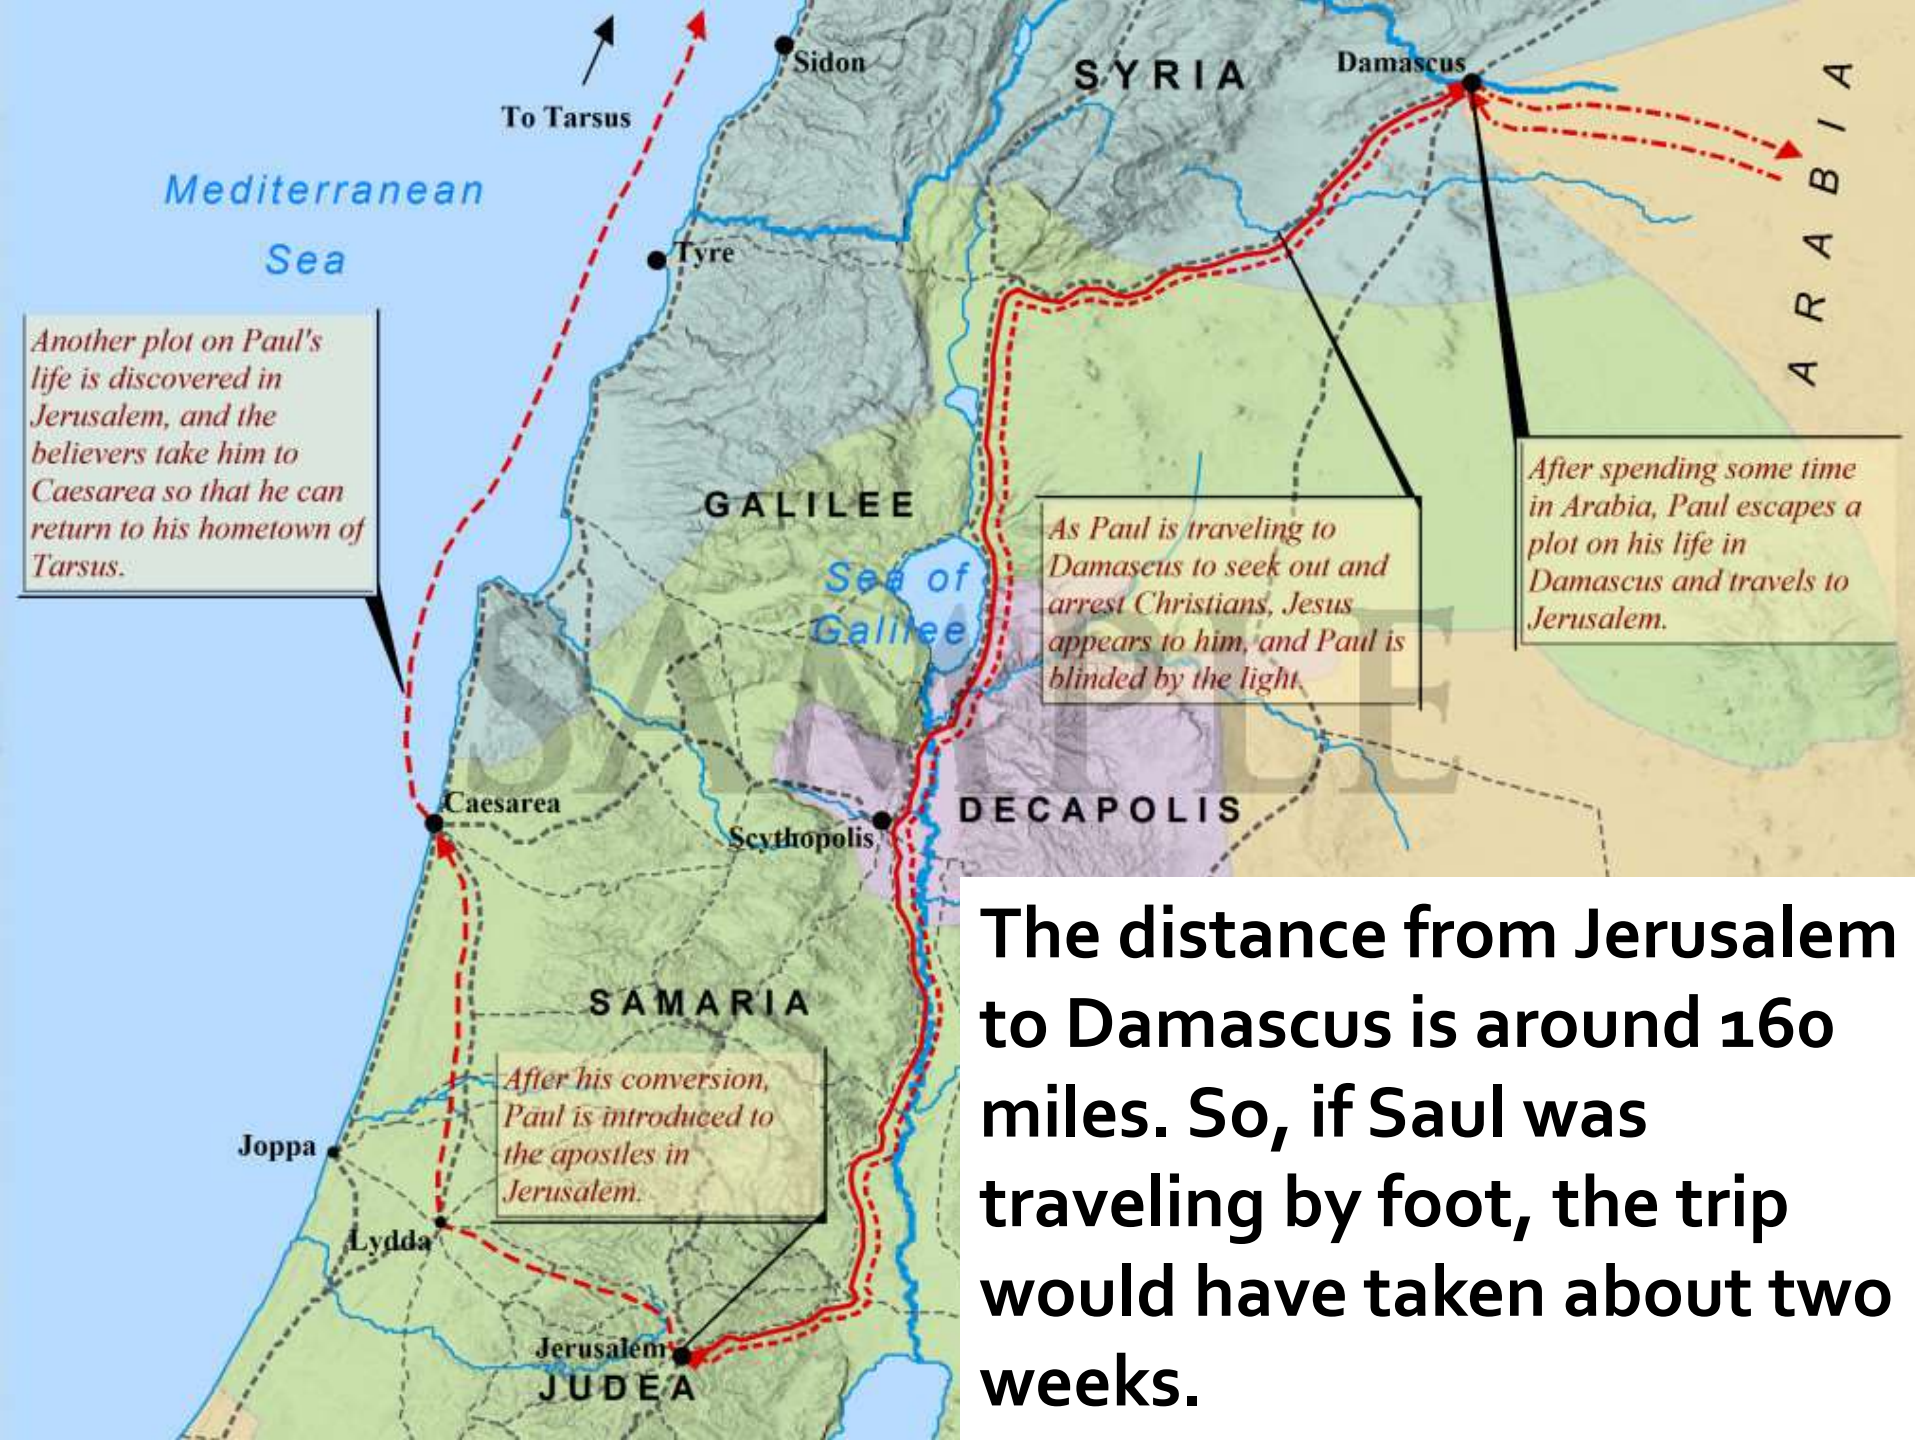 Sidon
SYRIA
Damascus
To Tarsus
ARABIA
Mediterranean
Sea
Tyre
Another plot on Paul's
life is discovered in
Jerusalem, and the
believers take him to
Caesarea so that he can
return to his hometown of
Tarsus.
GALILEE
Sea of
Galilee
As Paul is traveling to
Damascus to seek out and
arrest Christians, Jesus
appears to him, and Paul is
blinded by the light.
After spending some time
in Arabia, Paul escapes a
plot on his life in
Damascus and travels to
Jerusalem.
SAMPLE
Caesarea
Scythopolis
DECAPOLIS
SAMARIA
After his conversion,
Paul is introduced to
the apostles in
Jerusalem.
Joppa
Lydda
Jerusalem
JUDEA
The distance from Jerusalem
to Damascus is around 160
miles. So, if Saul was
traveling by foot, the trip
would have taken about two
weeks.